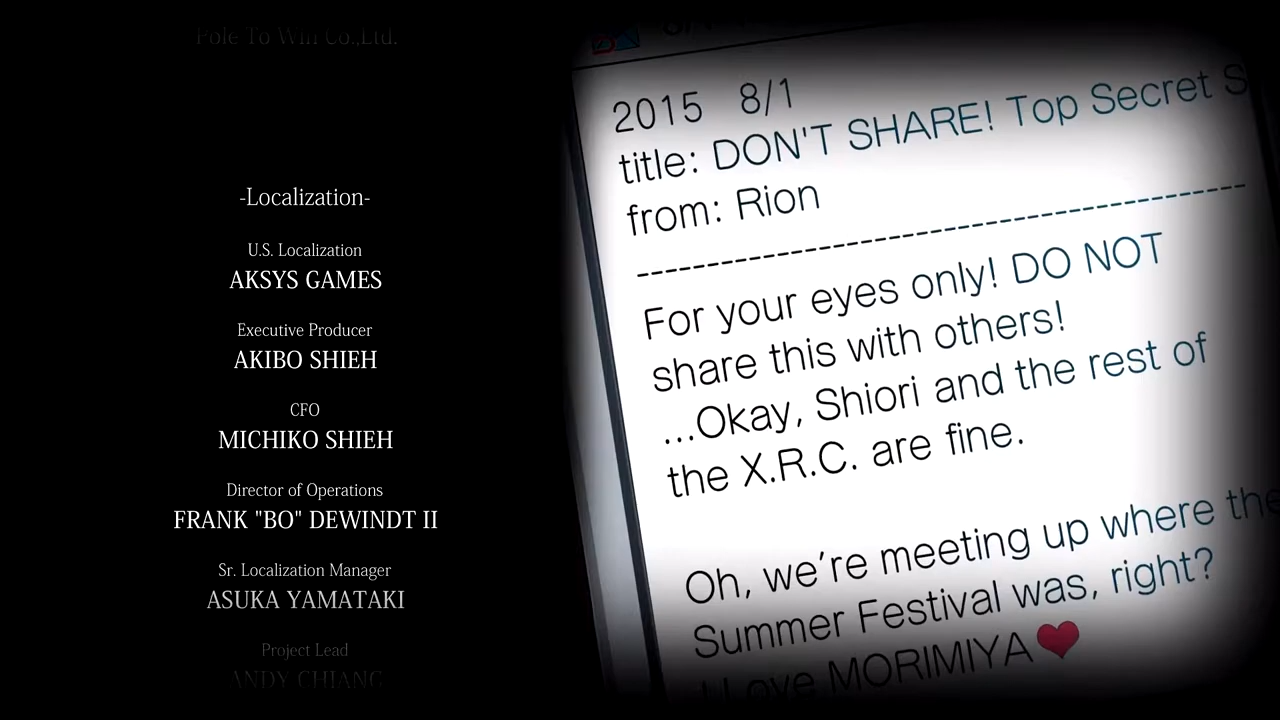 Pole To Win Co.,Ltd.
-Localization-
U.S. Localization
AKSYS GAMES
Executive Producer
AKIBO SHIEH
CFO
MICHIKO SHIEH
Director of Operations
FRANK "BO" DEWINDT II
Sr. Localization Manager
ASUKA YAMATAKI
Project Lead
ANDY CHIANG
2015 8/1
title: DON'T SHARE! Top Secret S
from: Rion
For your eyes only! DO NOT
share this with others!
...Okay, Shiori and the rest of
the X.R.C. are fine.
Oh, we're meeting up where the
Summer Festival was, right?
I Love MORIMIYA❤